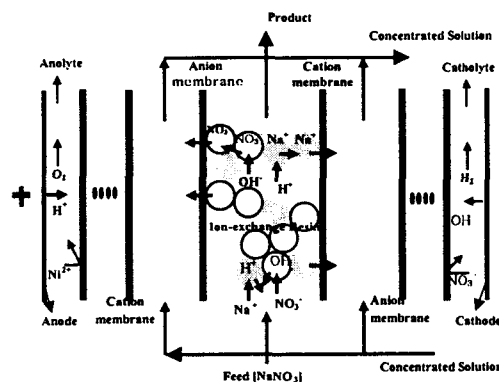 Product
Concentrated Solution
Anolyte
Anion
membrane
Cation
membrane
Catholyte
NO₃⁻
NO₃⁻
Na⁺
Na⁺
O₂
H₂
+
H⁺
OH⁻
H⁺
OH
Ion-exchange Resin
H⁺
OH
Ni²⁺
NO₃⁻
Na⁺
NO₃⁻
Anode
Cation
membrane
Anion
membrane
Cathode
Concentrated Solution
Feed [NaNO₃]